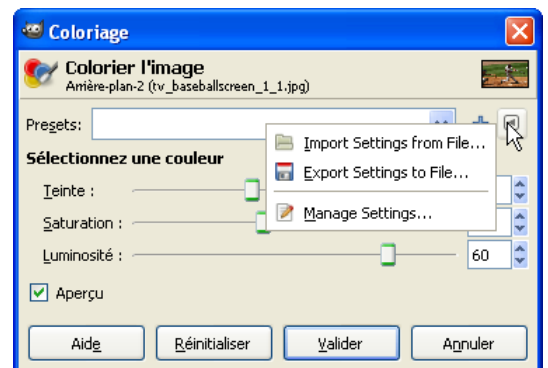 Coloriage
Colorier l'image
Arrière-plan-2 (tv_baseballscreen_1_1.jpg)
Presets:
Import Settings from File...
Export Settings to File...
Manage Settings...
Sélectionnez une couleur
Teinte :
Saturation :
Luminosité :
60
Aperçu
Aide
Réinitialiser
Valider
Annuler